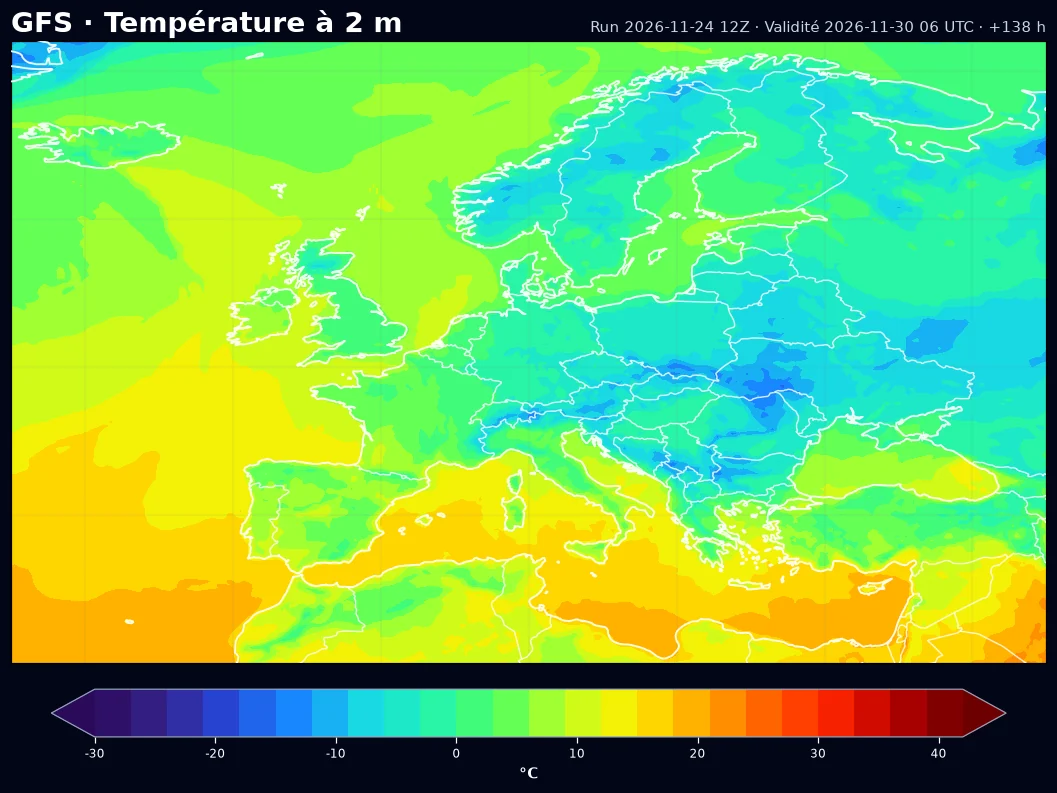 GFS · Température à 2 m
Run 2026-11-24 12Z · Validité 2026-11-30 06 UTC · +138 h
-30 -20 -10 0 10 20 30 40
°C